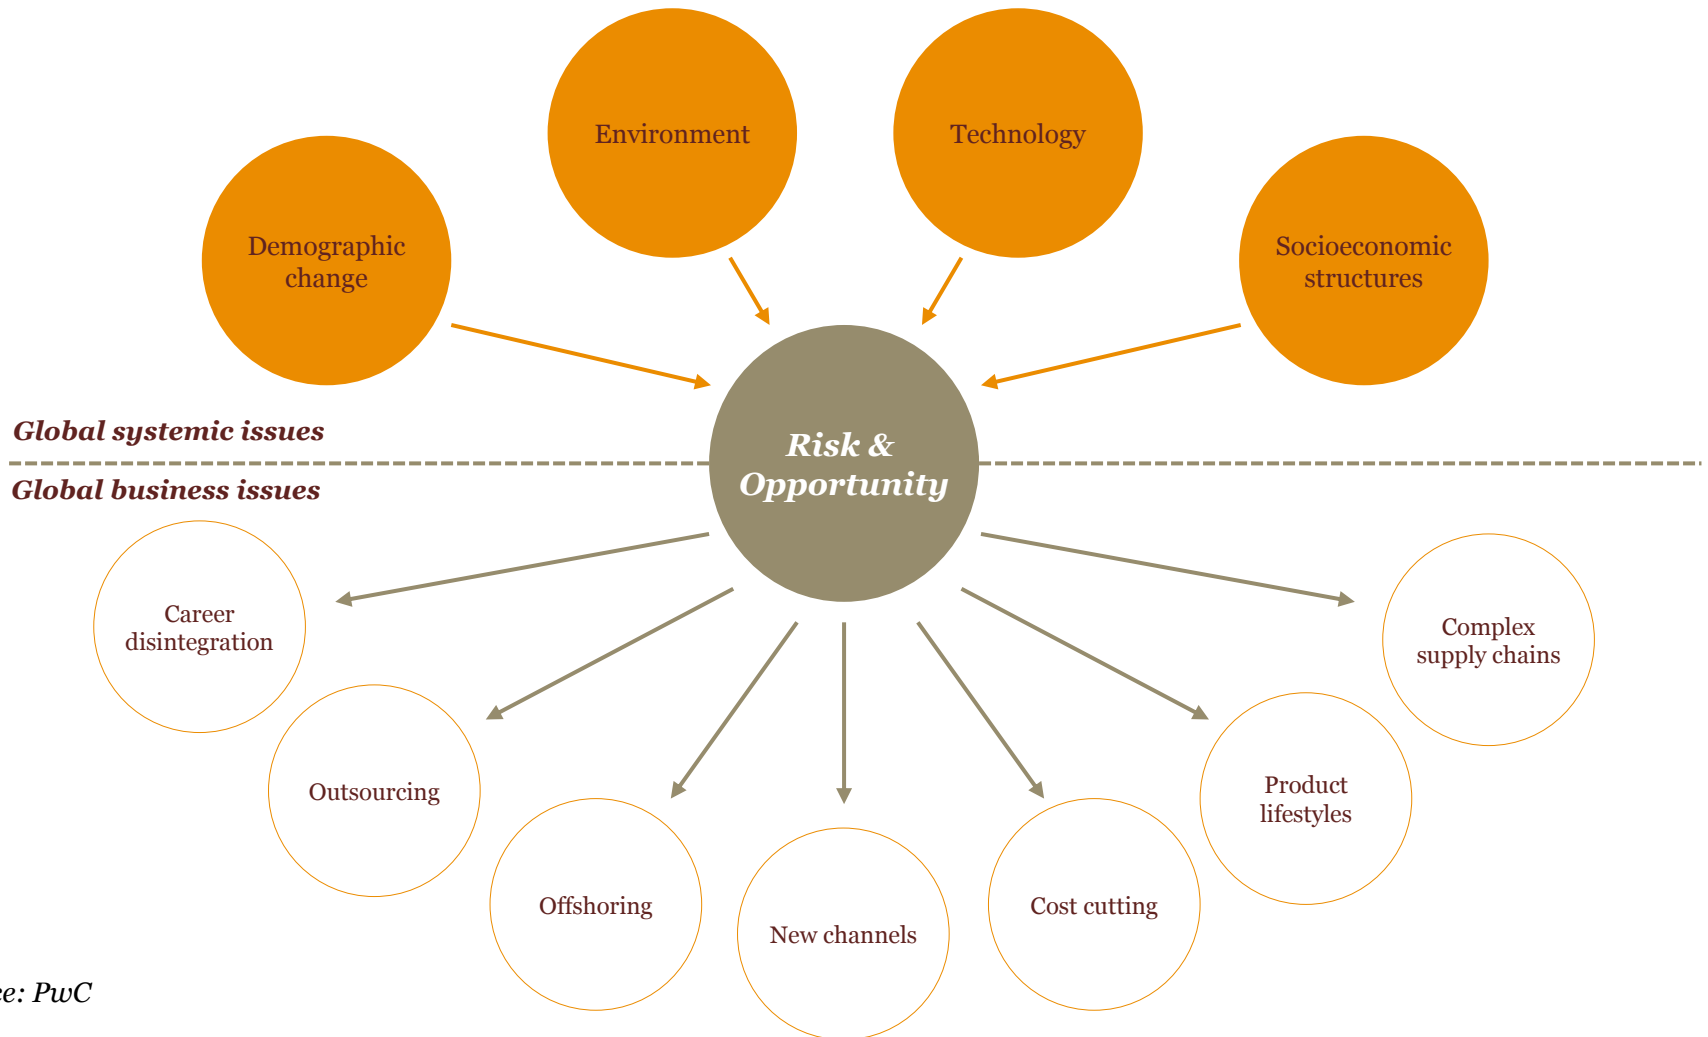 Environment
Technology
Demographic
change
Socioeconomic
structures
Global systemic issues
Risk &
Opportunity
Global business issues
Career
disintegration
Complex
supply chains
Outsourcing
Product
lifestyles
Offshoring
New channels
Cost cutting
PwC